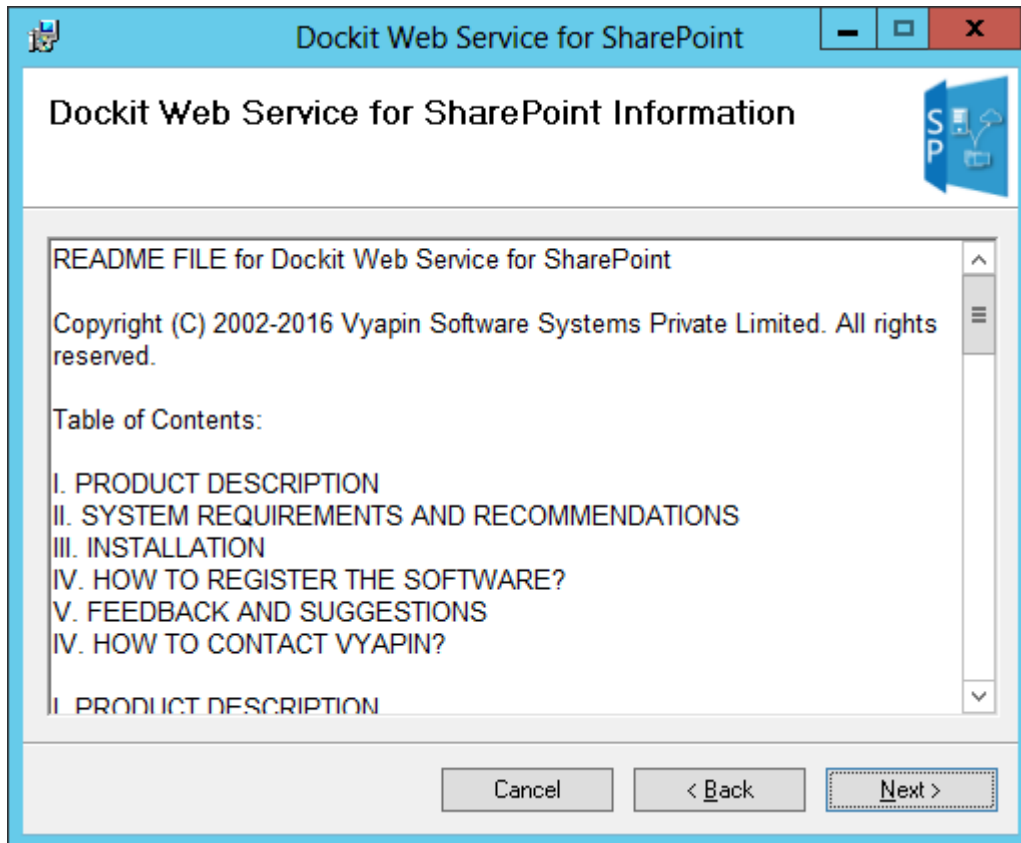 Dockit Web Service for SharePoint
x
Dockit Web Service for SharePoint Information
S
P
README FILE for Dockit Web Service for SharePoint
Copyright (C) 2002-2016 Vyapin Software Systems Private Limited. All rights
reserved.
Table of Contents:
I. PRODUCT DESCRIPTION
II. SYSTEM REQUIREMENTS AND RECOMMENDATIONS
III. INSTALLATION
IV. HOW TO REGISTER THE SOFTWARE?
V. FEEDBACK AND SUGGESTIONS
IV. HOW TO CONTACT VYAPIN?
I. PRODUCT DESCRIPTION
Cancel
< Back
Next >